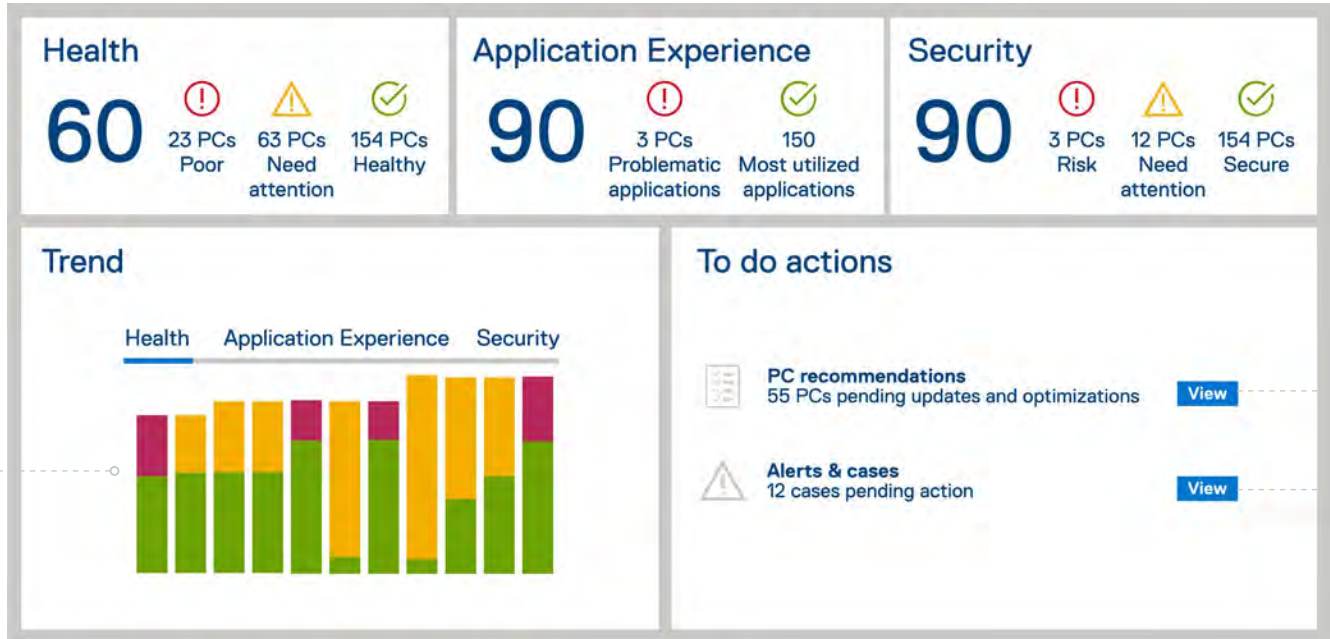 Health
60
23 PCs
Poor
63 PCs
Need
attention
154 PCs
Healthy
Application Experience
90
3 PCs
Problematic
applications
150
Most utilized
applications
Security
90
3 PCs
Risk
12 PCs
Need
attention
154 PCs
Secure
Trend
Health Application Experience Security
To do actions
PC recommendations
55 PCs pending updates and optimizations
View
Alerts & cases
12 cases pending action
View